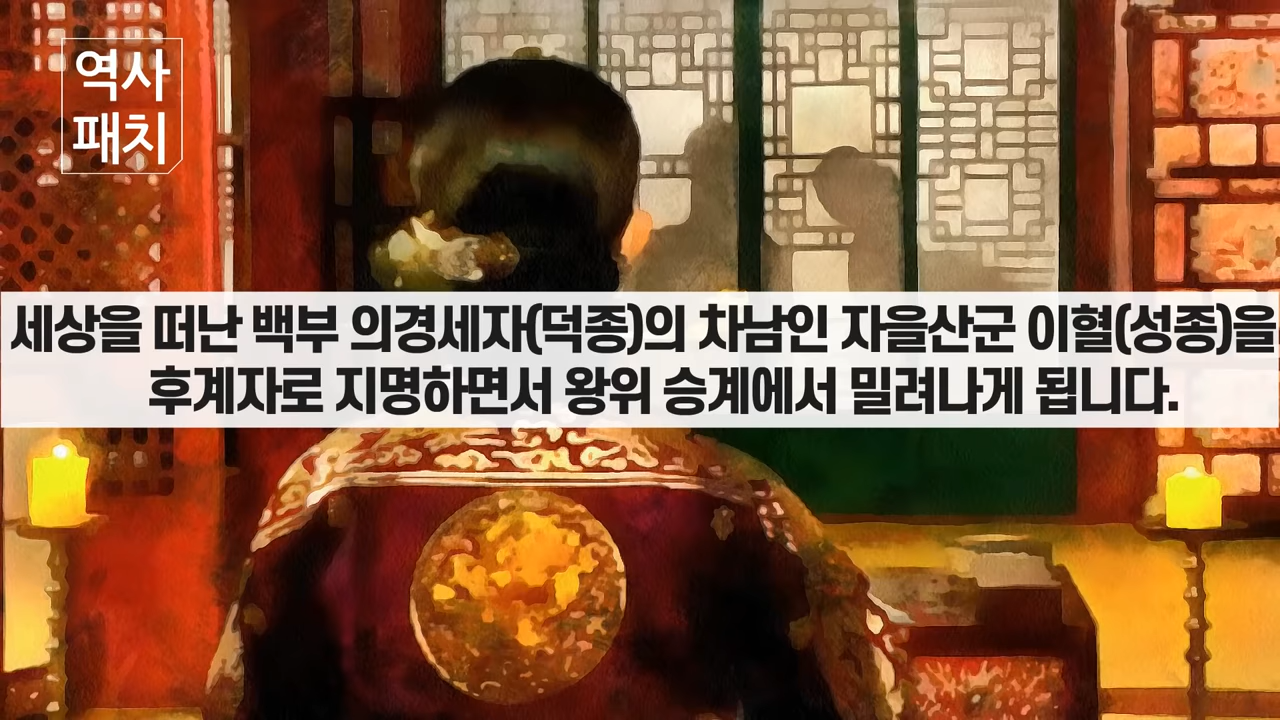 역사
패치
세상을 떠난 백부 의경세자(덕종)의 차남인 자을산군 이혈(성종)을
후계자로 지명하면서 왕위 승계에서 밀려나게 됩니다.